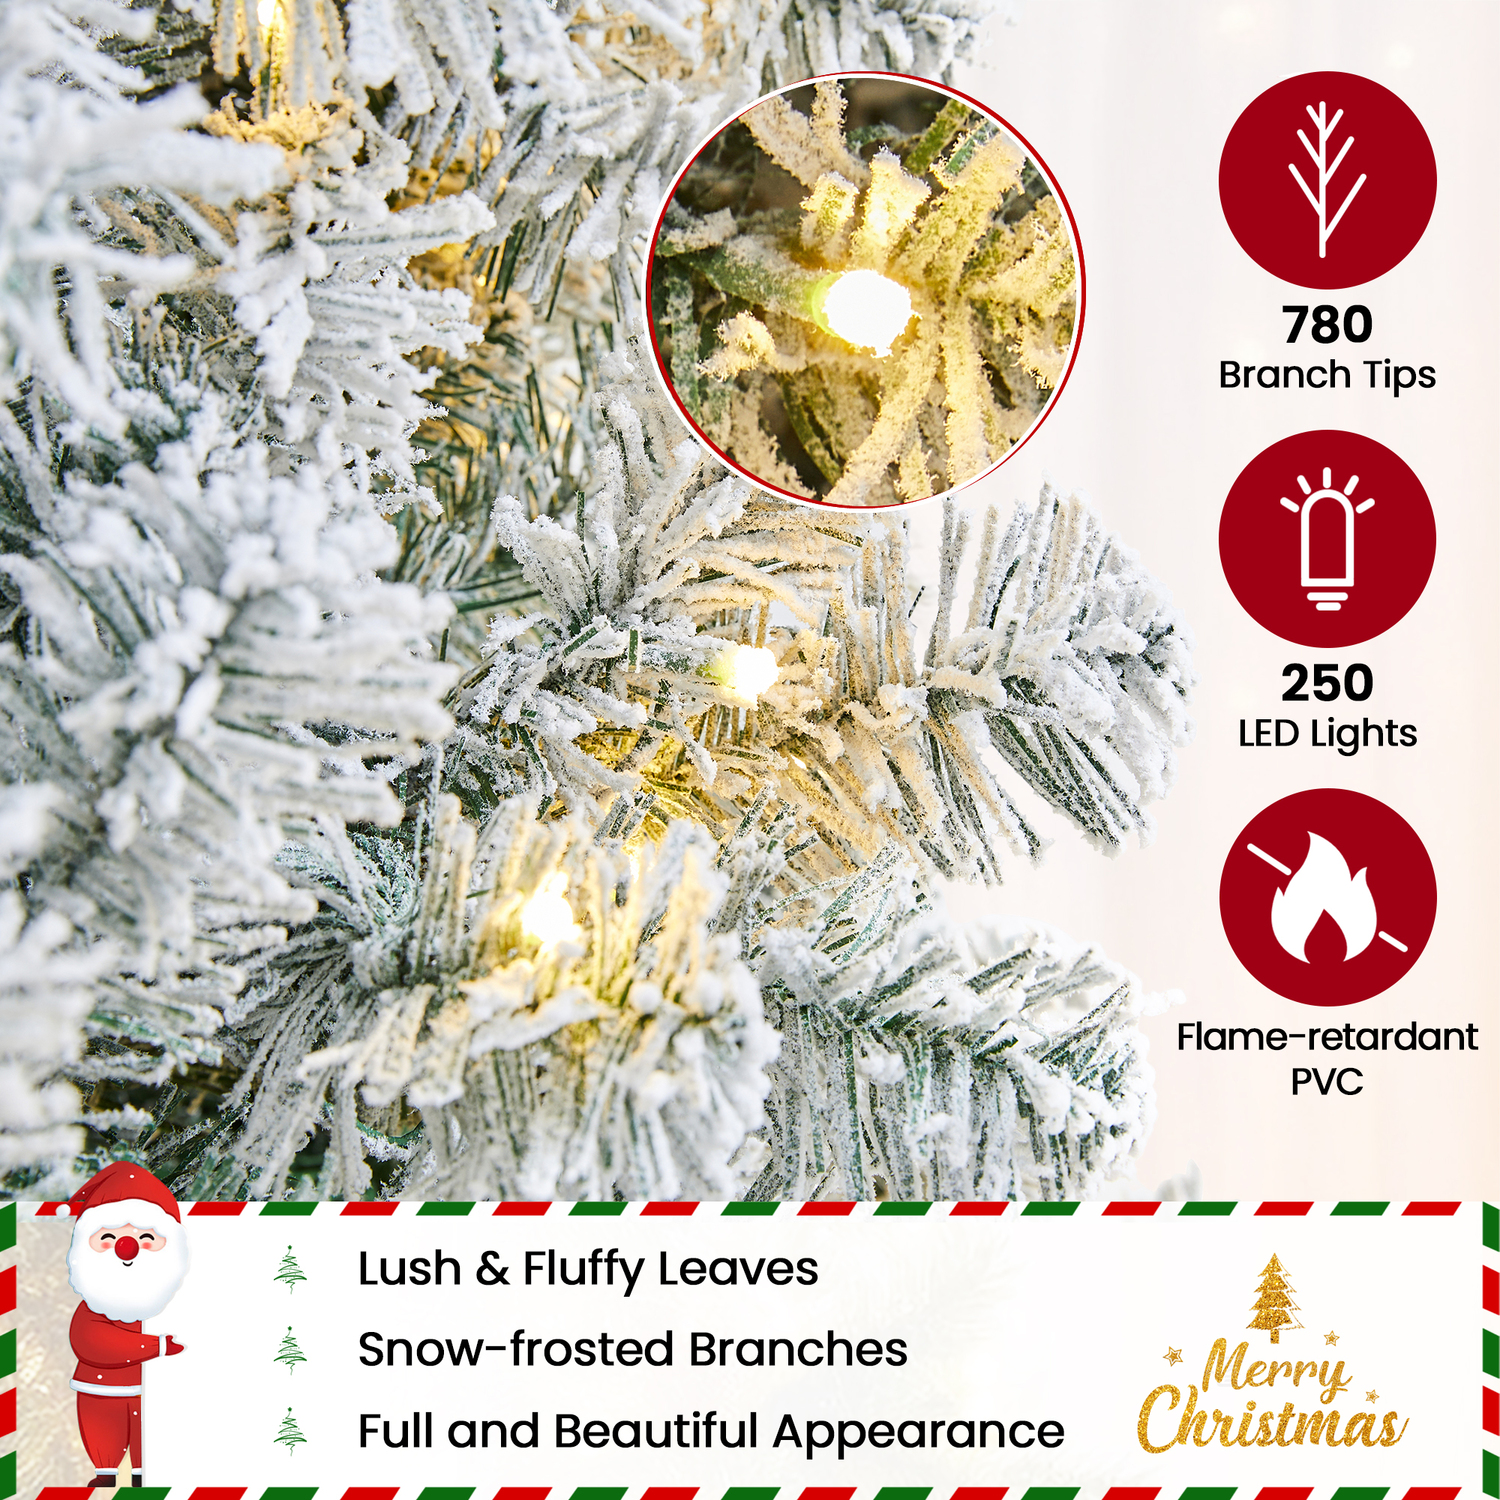 780
Branch Tips
250
LED Lights
Flame-retardant
PVC
Lush & Fluffy Leaves
Snow-frosted Branches
Full and Beautiful Appearance
Merry
Christmas